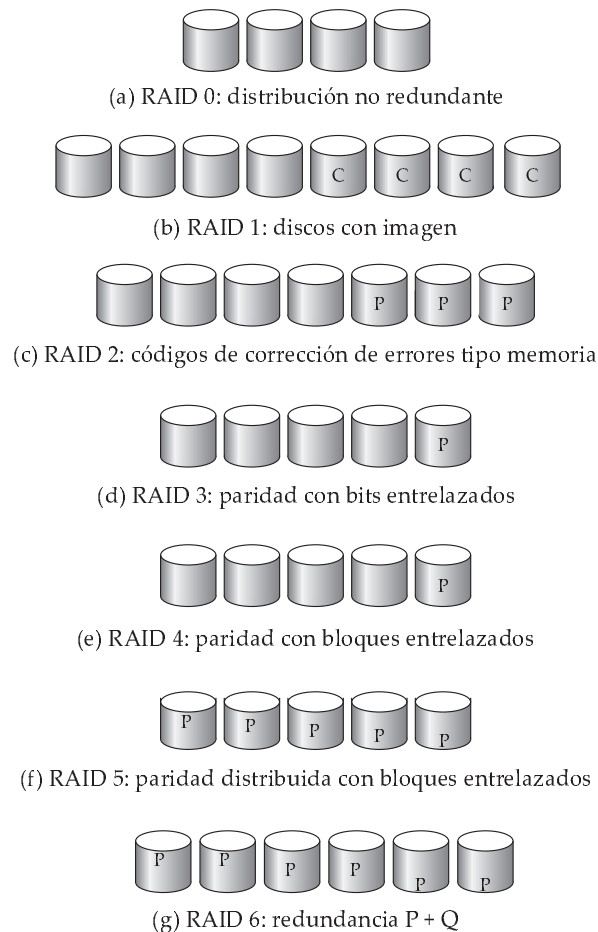 (a) RAID 0: distribución no redundante
C C C C
(b) RAID 1: discos con imagen
P P P
(c) RAID 2: códigos de corrección de errores tipo memoria
P
(d) RAID 3: paridad con bits entrelazados
P
(e) RAID 4: paridad con bloques entrelazados
P P P P P
(f) RAID 5: paridad distribuida con bloques entrelazados
P P P P P P
(g) RAID 6: redundancia P + Q